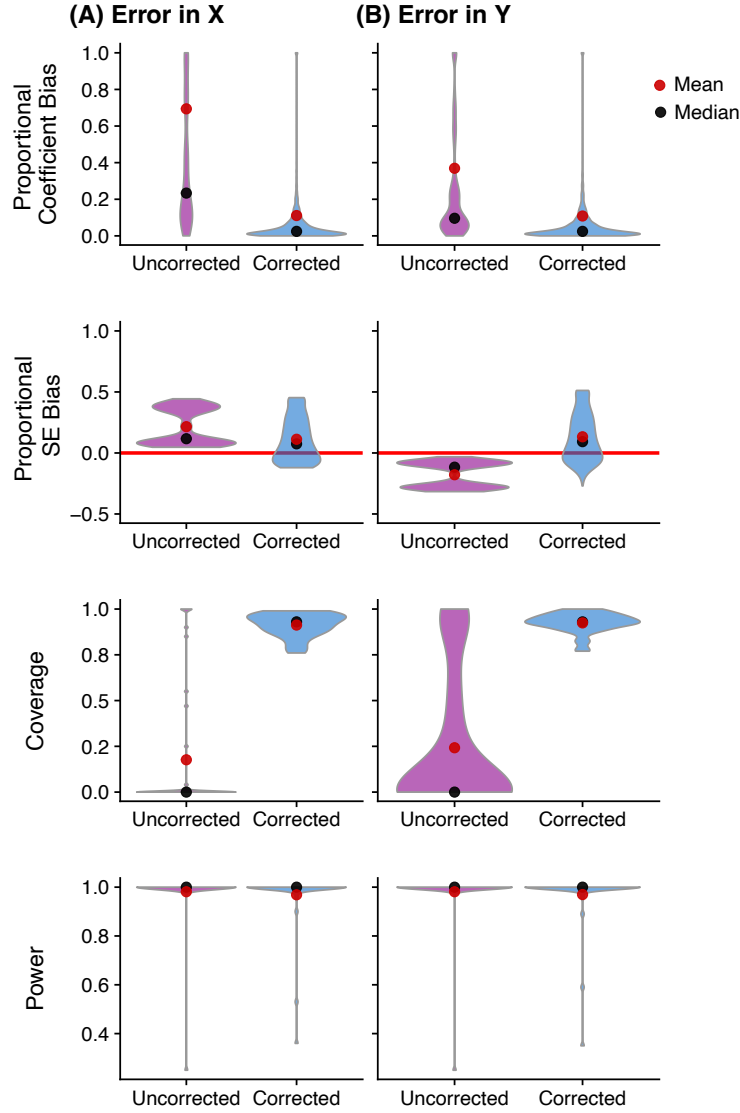 (A) Error in X
(B) Error in Y
Mean
Median
Proportional
Coefficient Bias
1.0
0.8
0.6
0.4
0.2
0.0
Uncorrected Corrected
Uncorrected Corrected
Proportional
SE Bias
1.0
0.5
0.0
−0.5
Uncorrected Corrected
Uncorrected Corrected
Coverage
1.0
0.8
0.5
0.2
0.0
Uncorrected Corrected
Uncorrected Corrected
Power
1.0
0.8
0.6
0.4
Uncorrected Corrected
Uncorrected Corrected